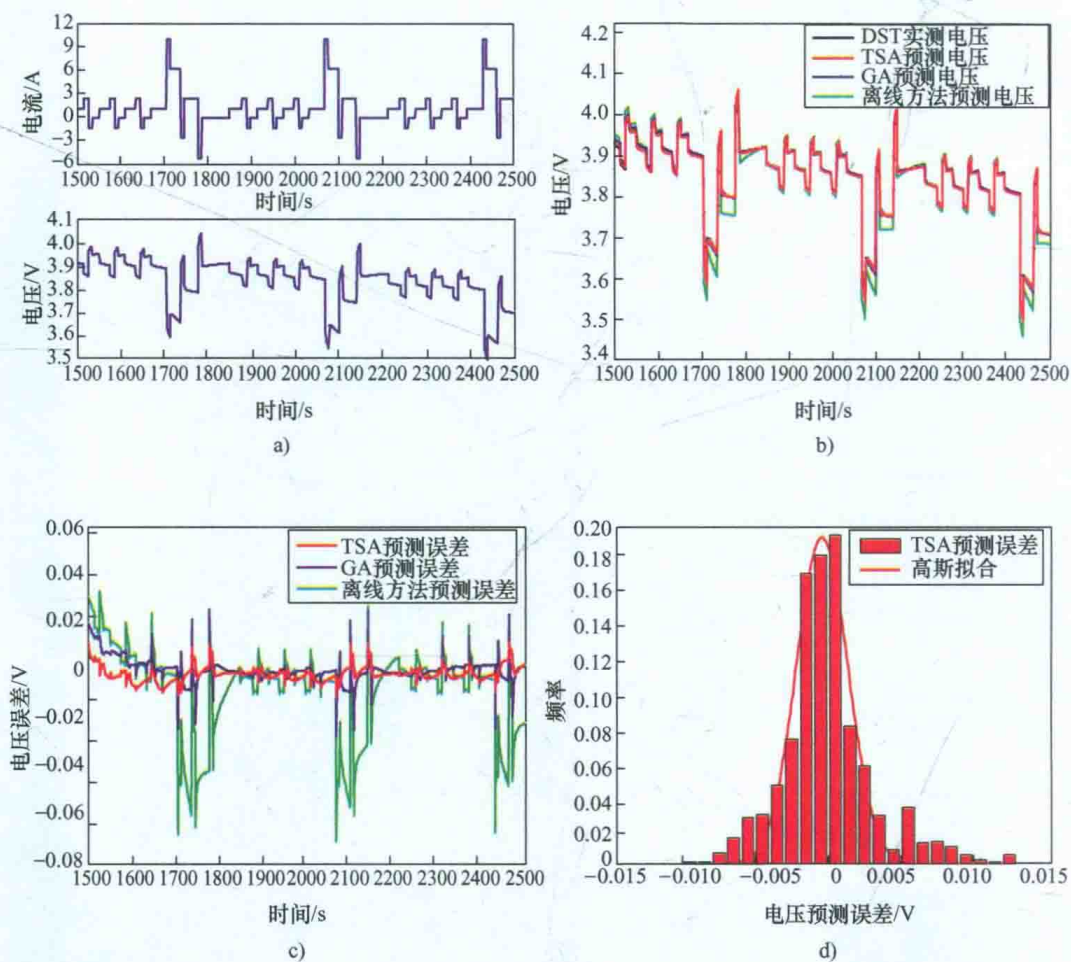 12
9
6
3
0
−3
−6
电流/A
1500 1600 1700 1800 1900 2000 2100 2200 2300 2400 2500
时间/s
4.1
4.0
3.9
3.8
3.7
3.6
3.5
电压/V
1500 1600 1700 1800 1900 2000 2100 2200 2300 2400 2500
时间/s
a)
4.2
4.1
4.0
3.9
3.8
3.7
3.6
3.5
3.4
电压/V
DST实测电压
TSA预测电压
GA预测电压
离线方法预测电压
1500 1600 1700 1800 1900 2000 2100 2200 2300 2400 2500
时间/s
b)
0.06
0.04
0.02
0
−0.02
−0.04
−0.06
−0.08
电压误差/V
TSA预测误差
GA预测误差
离线方法预测误差
1500 1600 1700 1800 1900 2000 2100 2200 2300 2400 2500
时间/s
c)
0.20
0.18
0.16
0.14
0.12
0.10
0.08
0.06
0.04
0.02
0
频率
TSA预测误差
高斯拟合
−0.015 −0.010 −0.005 0 0.005 0.010 0.015
电压预测误差/V
d)